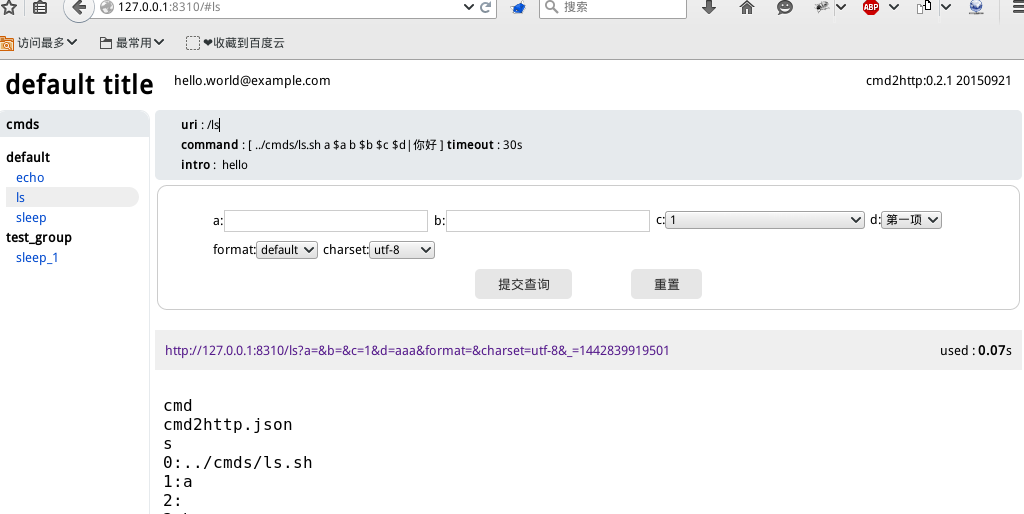 127.0.0.1:8310/#ls
搜索
ABP
访问最多
最常用
❤收藏到百度云
default title
hello.world@example.com
cmd2http:0.2.1 20150921
cmds
default
echo
ls
sleep
test_group
sleep_1
uri : /ls
command : [ ../cmds/ls.sh a $a b $b $c $d|你好 ] timeout : 30s
intro : hello
a: b: c: 1 d: 第一项
format: default charset: utf-8
提交查询 重置
http://127.0.0.1:8310/ls?a=&b=&c=1&d=aaa&format=&charset=utf-8&_=1442839919501
used : 0.07s
cmd
cmd2http.json
s
0:../cmds/ls.sh
1:a
2: